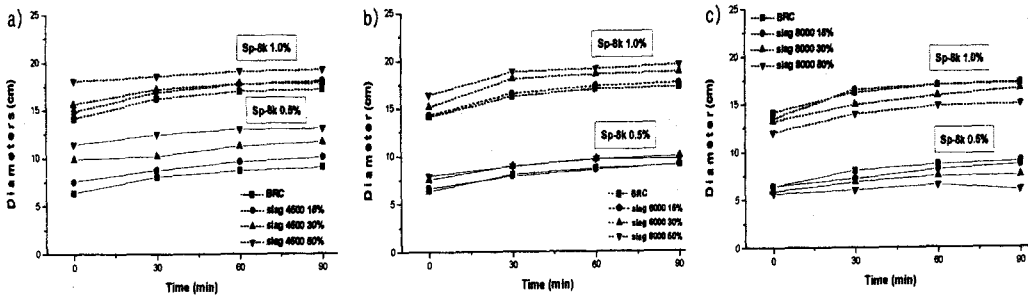 a)
25
20
15
10
5
0
Diameters (cm)
Sp-8k 1.0%
Sp-8k 0.5%
BRC
slag 4500 15%
slag 4500 30%
slag 4500 50%
0 30 60 90
Time (min)
b)
25
20
15
10
5
0
Diameter (cm)
Sp-8k 1.0%
Sp-8k 0.5%
BRC
slag 6000 15%
slag 6000 30%
slag 6000 50%
0 30 60 90
Time (min)
c)
25
20
15
10
5
0
Diameter (cm)
BRC
slag 8000 15%
slag 8000 30%
slag 8000 50%
Sp-8k 1.0%
Sp-8k 0.5%
0 30 60 90
Time (min)